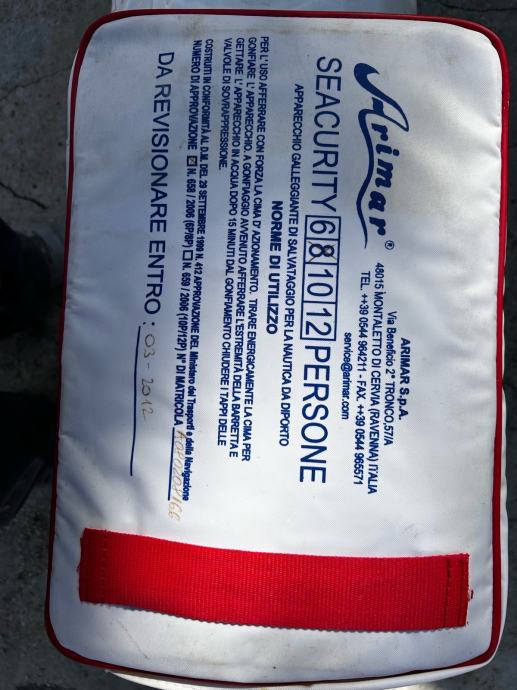 Arimar®
ARIMAR S.p.A.
Via Beneficio 2° TRONCO,57/A
48015 MONTALETTO DI CERVIA (RAVENNA) ITALIA
TEL. ++39 0544 964211 - FAX. ++39 0544 965571
service@arimar.com
SEACURITY 6 8 10 12 PERSONE
APPARECCHIO GALLEGGIANTE DI SALVATAGGIO PER LA NAUTICA DA DIPORTO
NORME DI UTILIZZO
PER L'USO AFFERRARE CON FORZA LA CIMA D'AZIONAMENTO. TIRARE ENERGICAMENTE LA CIMA PER
GONFIARE L'APPARECCHIO. A GONFIAGGIO AVVENUTO AFFERRARE L'ESTREMITÀ DELLA BARRETTA E
GETTARE L'APPARECCHIO IN ACQUA DOPO 15 MINUTI DAL GONFIAMENTO CHIUDERE I TAPPI DELLE
VALVOLE DI SOVRAPPRESSIONE.
COSTRUITI IN CONFORMITÀ AL D.M. DEL 29 SETTEMBRE 1999 N. 412 APPROVAZIONE DEL Ministero dei Trasporti e della Navigazione
NUMERO DI APPROVAZIONE ☒ N. 658 / 2006 (6P/8P) ☐ N. 659 / 2006 (10P/12P) N° DI MATRICOLA
DA REVISIONARE ENTRO : 03-2012